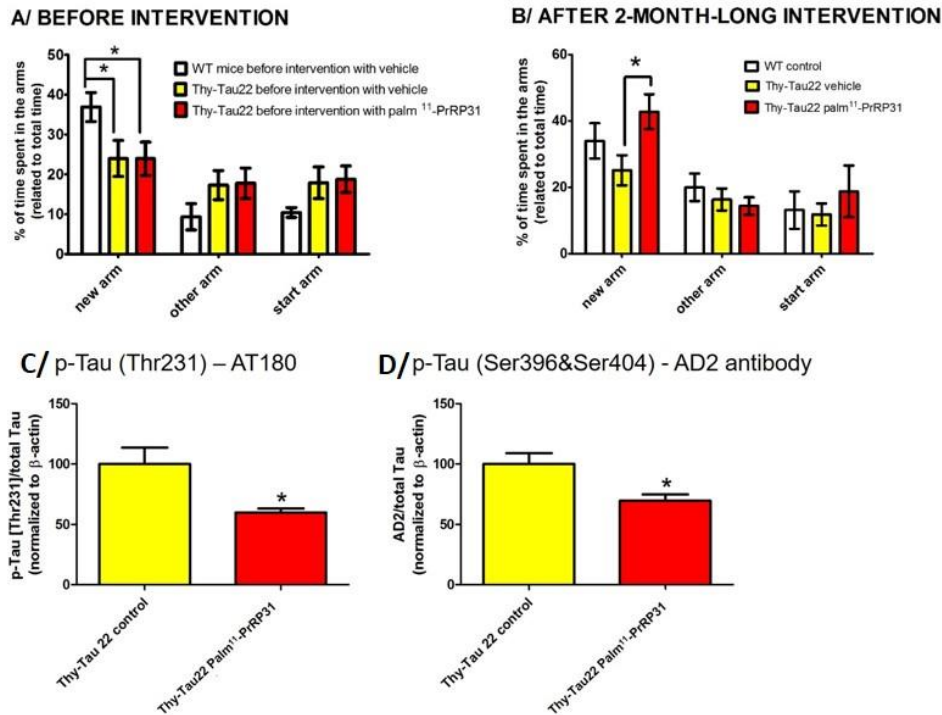 A/ BEFORE INTERVENTION
% of time spent in the arms
(related to total time)
50
40
30
20
10
0
*
*
WT mice before intervention with vehicle
Thy-Tau22 before intervention with vehicle
Thy-Tau22 before intervention with palm 11-PrRP31
new arm
other arm
start arm
B/ AFTER 2-MONTH-LONG INTERVENTION
% of time spent in the arms
(related to total time)
60
40
20
0
*
WT control
Thy-Tau22 vehicle
Thy-Tau22 palm11-PrRP31
new arm
other arm
start arm
C/ p-Tau (Thr231) – AT180
p-Tau [Thr231]/total Tau
(normalized to β-actin)
150
100
50
0
*
Thy-Tau 22 control
Thy-Tau22 Palm11-PrRP31
D/ p-Tau (Ser396&Ser404) - AD2 antibody
AD2/total Tau
(normalized to β-actin)
150
100
50
0
*
Thy-Tau 22 control
Thy-Tau22 Palm11-PrRP31